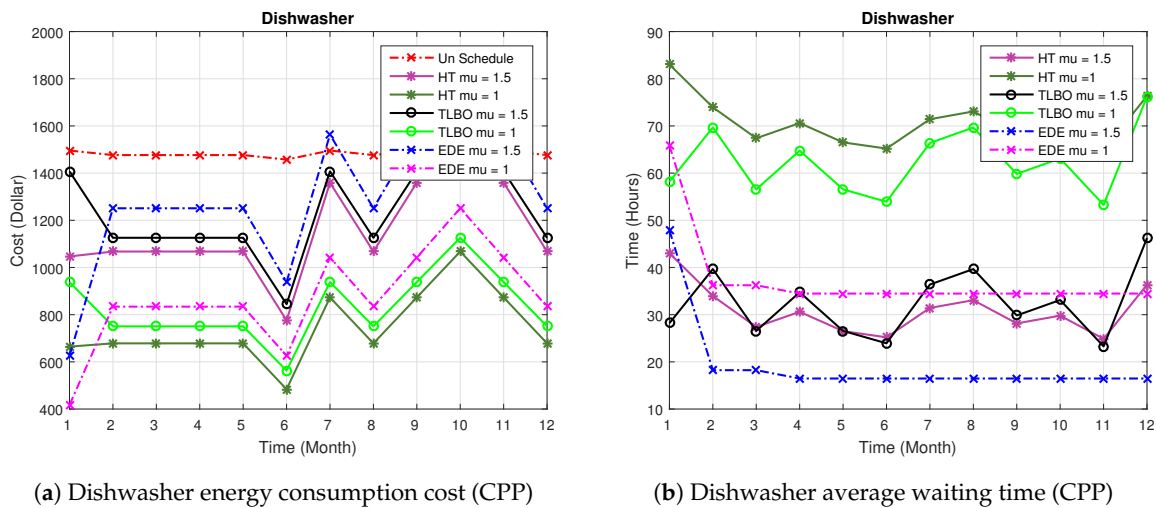 Dishwasher
2000
1800
1600
1400
1200
1000
800
600
400
Cost (Dollar)
Un Schedule
HT mu = 1.5
HT mu = 1
TLBO mu = 1.5
TLBO mu = 1
EDE mu = 1.5
EDE mu = 1
1 2 3 4 5 6 7 8 9 10 11 12
Time (Month)
(a) Dishwasher energy consumption cost (CPP)
Dishwasher
90
80
70
60
50
40
30
20
10
Time (Hours)
HT mu = 1.5
HT mu =1
TLBO mu = 1.5
TLBO mu = 1
EDE mu = 1.5
EDE mu = 1
1 2 3 4 5 6 7 8 9 10 11 12
Time (Month)
(b) Dishwasher average waiting time (CPP)